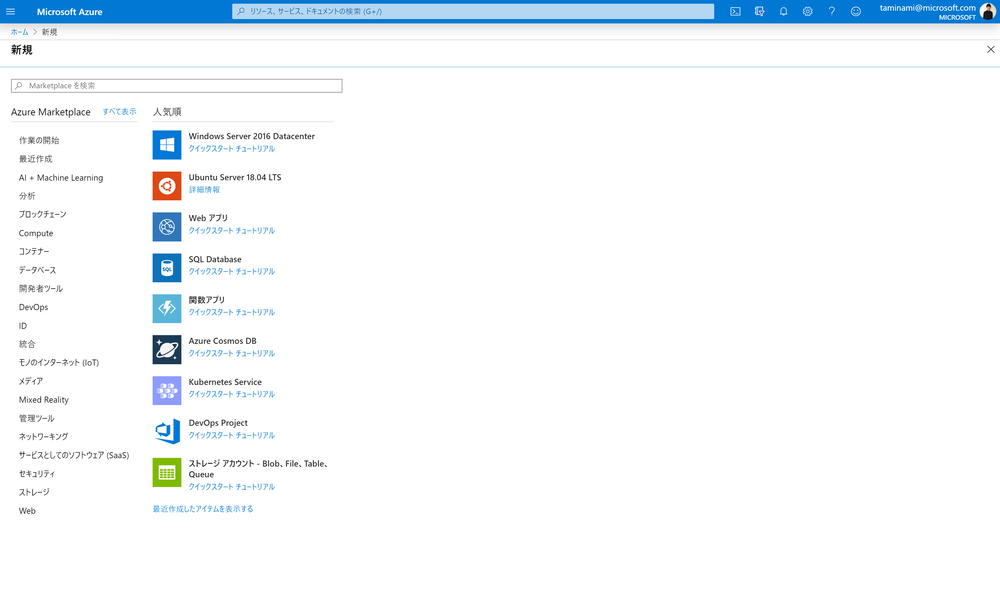 Microsoft Azure
リソース、サービス、ドキュメントの検索 (G+/)
taminami@microsoft.com
MICROSOFT
ホーム > 新規
新規
Marketplace を検索
Azure Marketplace すべて表示
作業の開始
最近作成
AI + Machine Learning
分析
ブロックチェーン
Compute
コンテナー
データベース
開発者ツール
DevOps
ID
統合
モノのインターネット (IoT)
メディア
Mixed Reality
管理ツール
ネットワーキング
サービスとしてのソフトウェア (SaaS)
セキュリティ
ストレージ
Web
人気順
Windows Server 2016 Datacenter
クイックスタート チュートリアル
Ubuntu Server 18.04 LTS
詳細情報
Web アプリ
クイックスタート チュートリアル
SQL
SQL Database
クイックスタート チュートリアル
関数アプリ
クイックスタート チュートリアル
Azure Cosmos DB
クイックスタート チュートリアル
Kubernetes Service
クイックスタート チュートリアル
DevOps Project
クイックスタート チュートリアル
ストレージ アカウント - Blob、File、Table、
Queue
クイックスタート チュートリアル
最近作成したアイテムを表示する